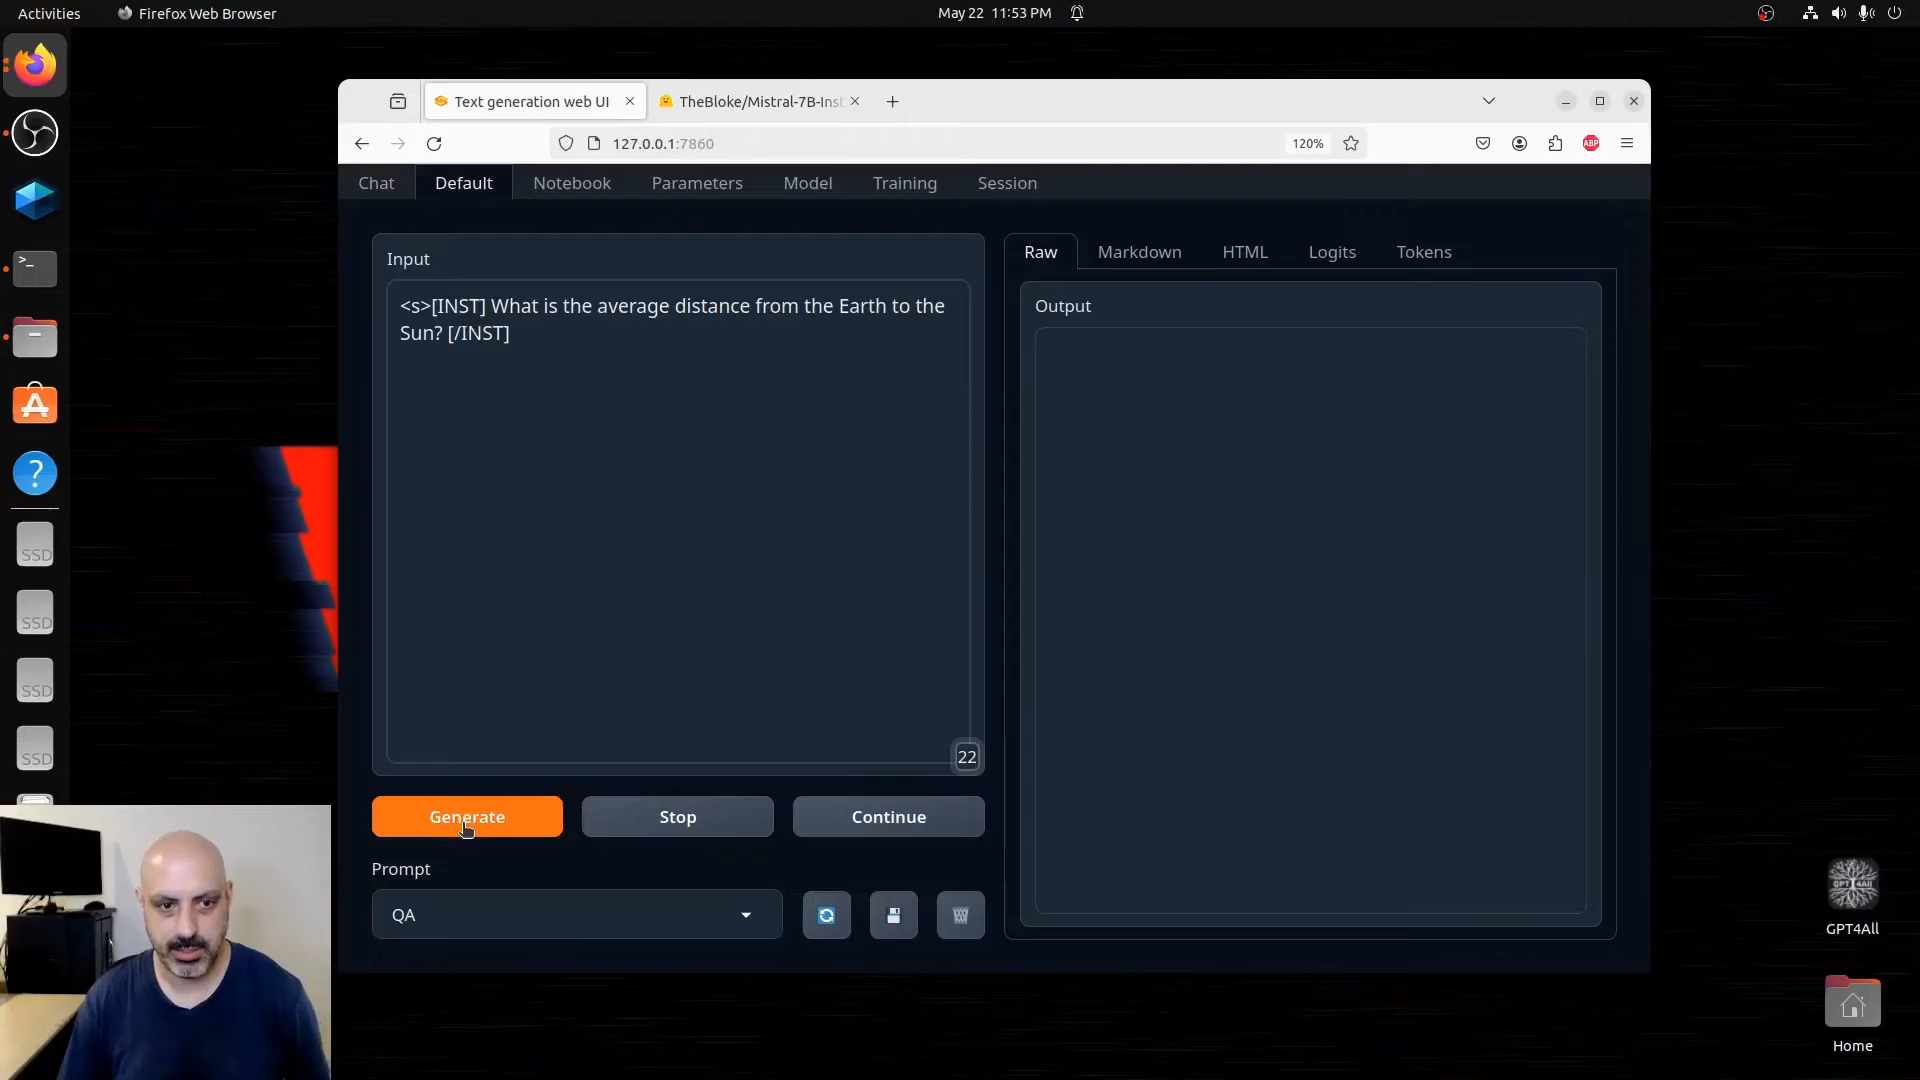 Activities
Firefox Web Browser
May 22 11:53 PM
Text generation web UI
TheBloke/Mistral-7B-Inst
127.0.0.1:7860
120%
ABP
Chat
Default
Notebook
Parameters
Model
Training
Session
Input
<s>[INST] What is the average distance from the Earth to the
Sun? [/INST]
22
Raw
Markdown
HTML
Logits
Tokens
Output
Generate
Stop
Continue
Prompt
QA
SSD
SSD
SSD
SSD
GPT4All
GPT4All
Home